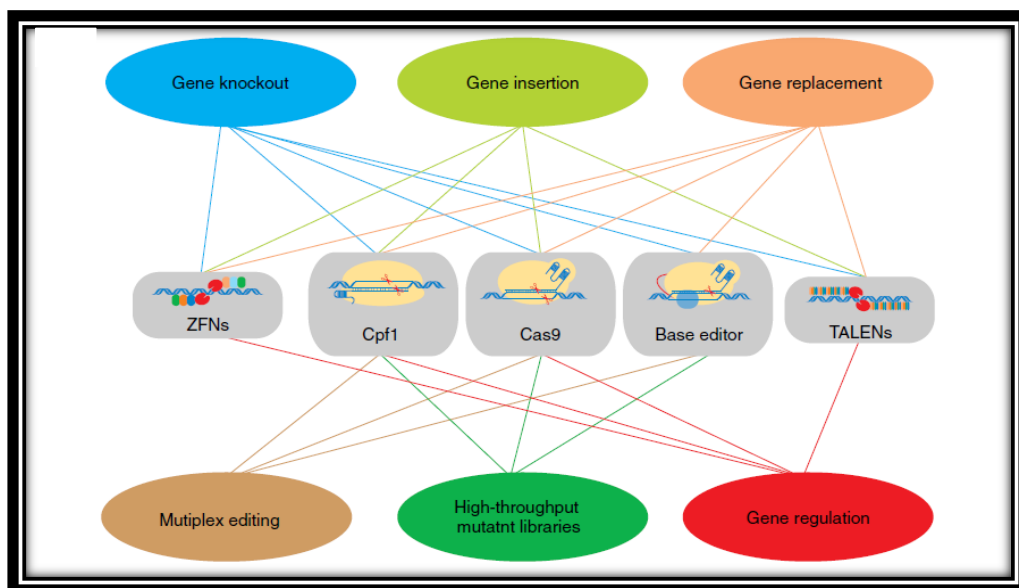 Gene knockout
Gene insertion
Gene replacement
ZFNs
Cpf1
Cas9
Base editor
TALENs
Mutiplex editing
High-throughput
mutatnt libraries
Gene regulation